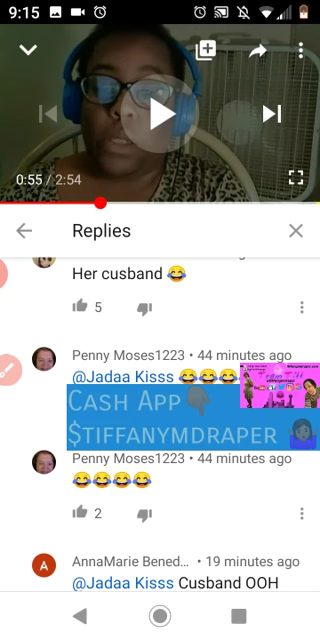 9:15
0:55 / 2:54
Replies
Her cusband 😂
5
Penny Moses1223 • 44 minutes ago
@Jadaa Kisss 😂😂😂
Cash App👇🏿
$tiffanymdraper 🤷🏿‍♀️
Penny Moses1223 • 44 minutes ago
😂😂😂😂
2
A
AnnaMarie Bened... • 19 minutes ago
@Jadaa Kisss Cusband OOH